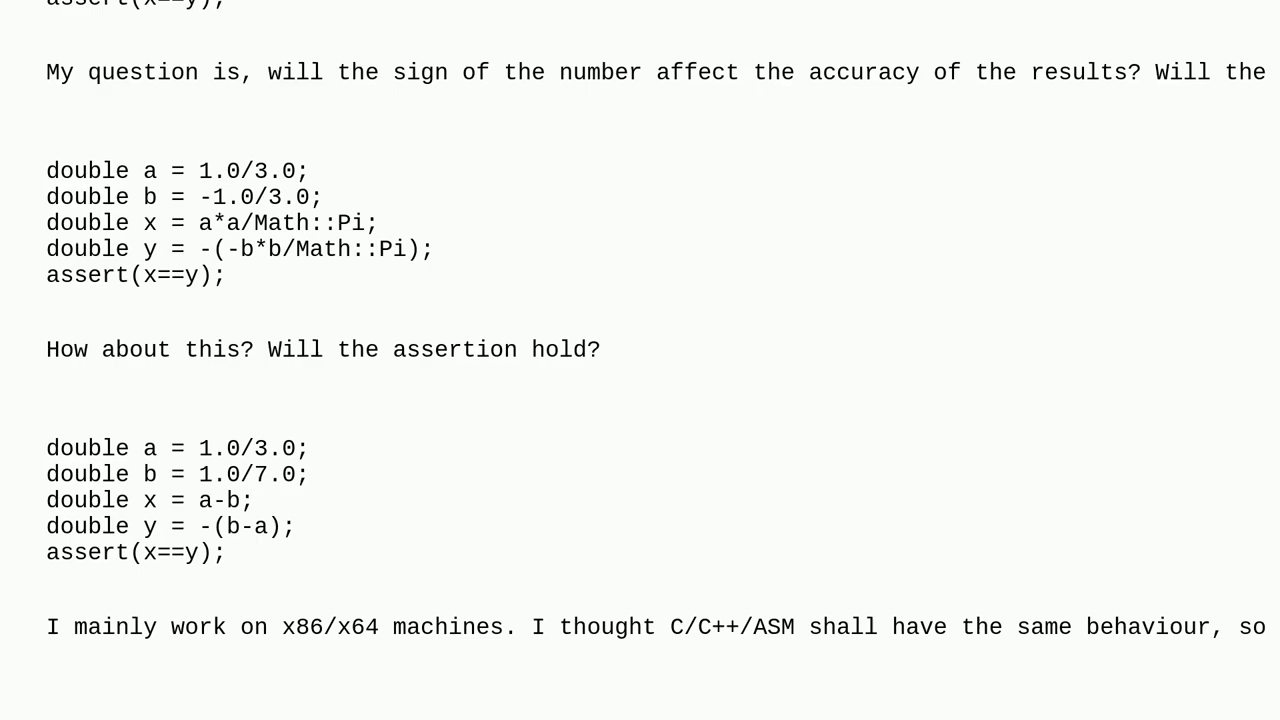 assert(x==y);
My question is, will the sign of the number affect the accuracy of the results? Will the
double a = 1.0/3.0;
double b = -1.0/3.0;
double x = a*a/Math::Pi;
double y = -(-b*b/Math::Pi);
assert(x==y);
How about this? Will the assertion hold?
double a = 1.0/3.0;
double b = 1.0/7.0;
double x = a-b;
double y = -(b-a);
assert(x==y);
I mainly work on x86/x64 machines. I thought C/C++/ASM shall have the same behaviour, so